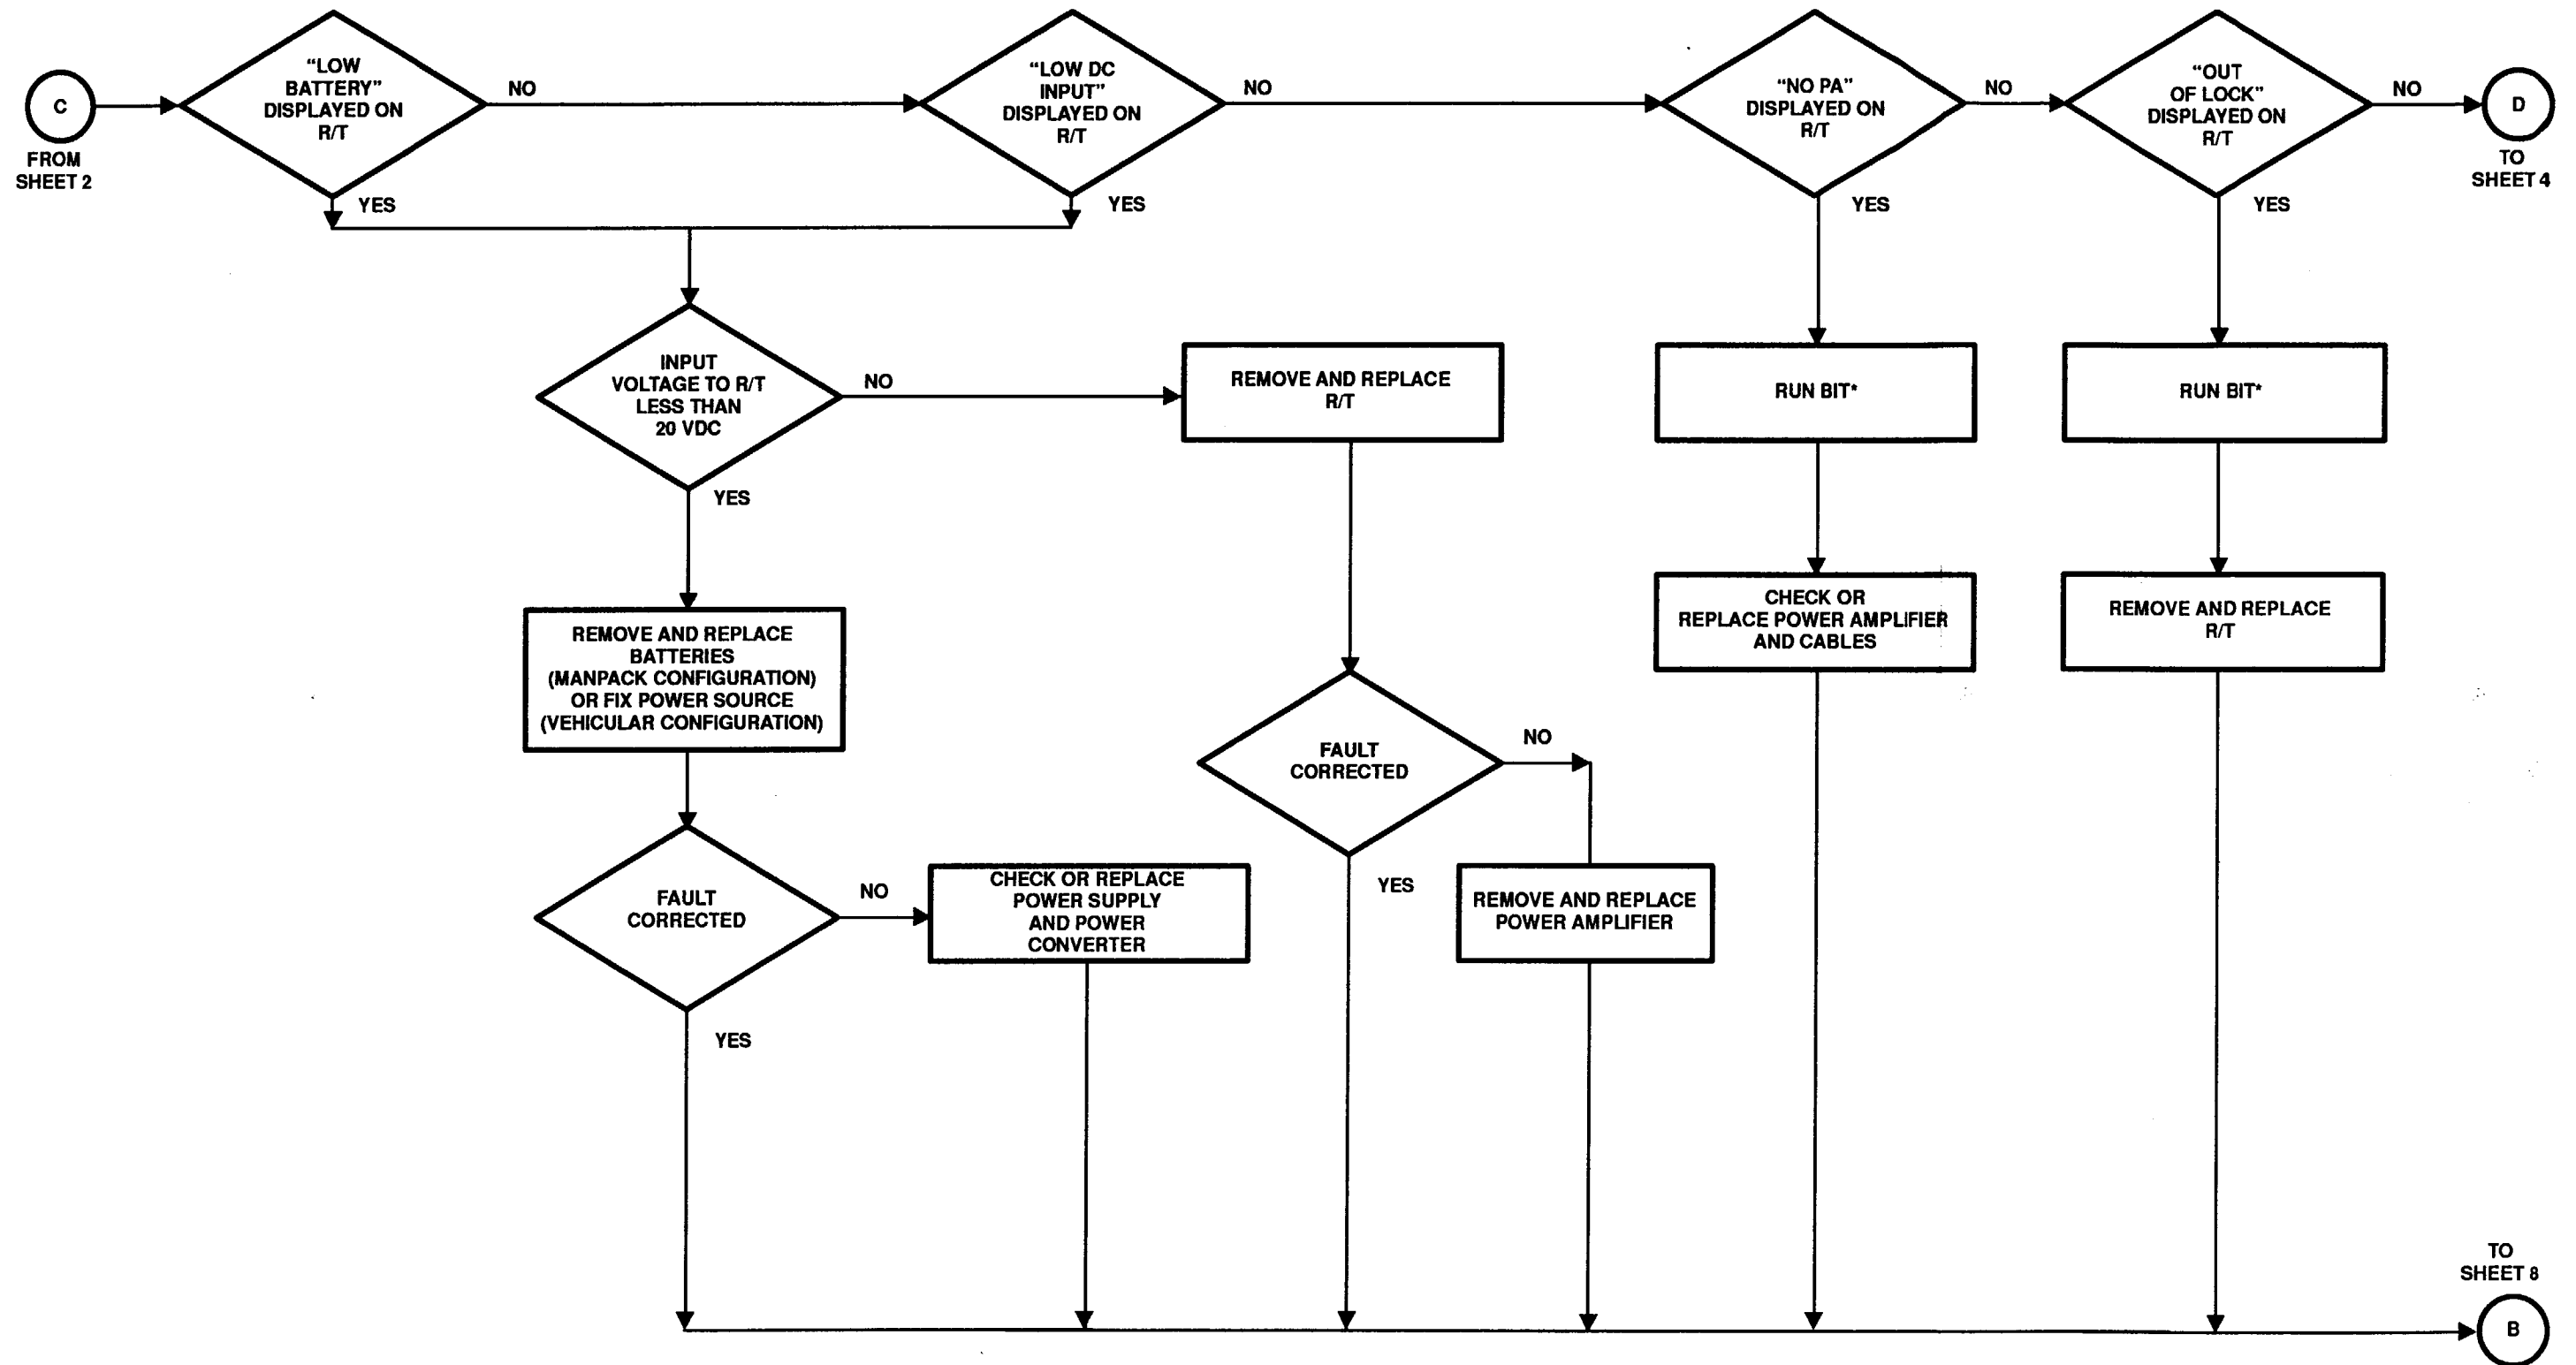 C
FROM
SHEET 2
“LOW
BATTERY”
DISPLAYED ON
R/T
NO
YES
“LOW DC
INPUT”
DISPLAYED ON
R/T
NO
YES
“NO PA”
DISPLAYED ON
R/T
NO
YES
“OUT
OF LOCK”
DISPLAYED ON
R/T
NO
YES
D
TO
SHEET 4
INPUT
VOLTAGE TO R/T
LESS THAN
20 VDC
NO
YES
REMOVE AND REPLACE
R/T
RUN BIT*
RUN BIT*
REMOVE AND REPLACE
BATTERIES
(MANPACK CONFIGURATION)
OR FIX POWER SOURCE
(VEHICULAR CONFIGURATION)
CHECK OR
REPLACE POWER AMPLIFIER
AND CABLES
REMOVE AND REPLACE
R/T
FAULT
CORRECTED
NO
YES
FAULT
CORRECTED
NO
YES
CHECK OR REPLACE
POWER SUPPLY
AND POWER
CONVERTER
REMOVE AND REPLACE
POWER AMPLIFIER
TO
SHEET 8
B